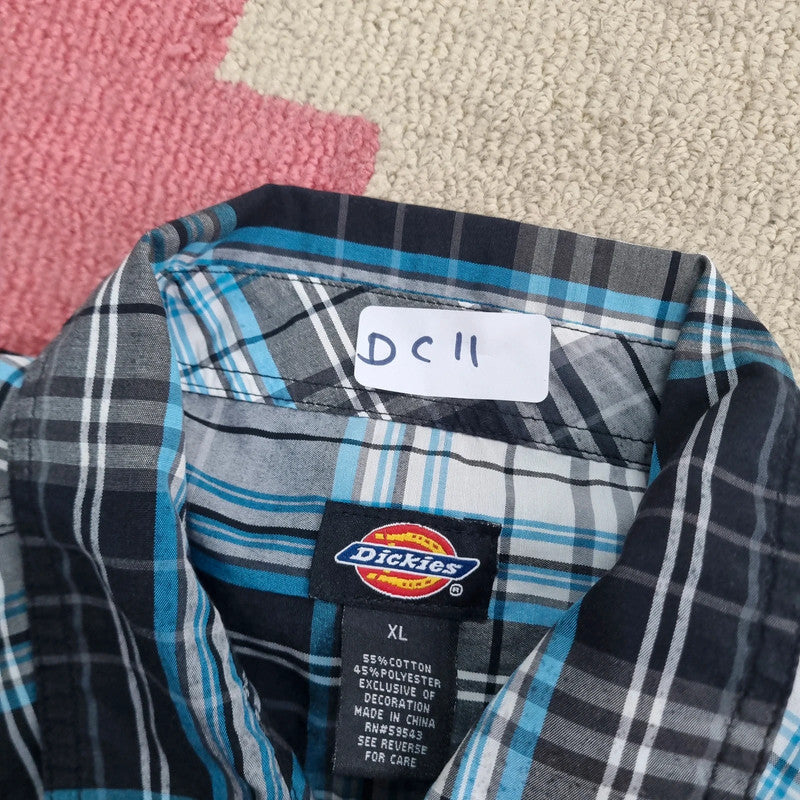 DC11
Dickies
®
XL
55%COTTON
45%POLYESTER
EXCLUSIVE OF
DECORATION
MADE IN CHINA
RN#59543
SEE REVERSE
FOR CARE